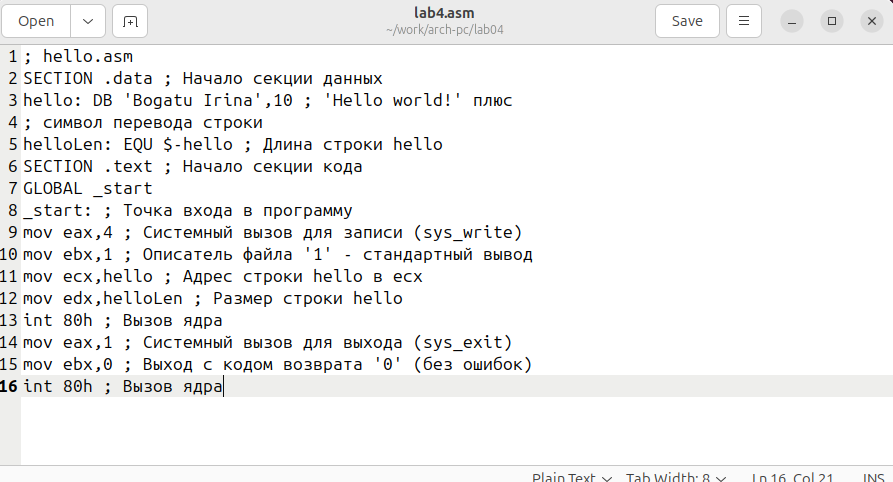 Open
lab4.asm
~/work/arch-pc/lab04
Save
1 ; hello.asm
2 SECTION .data ; Начало секции данных
3 hello: DB 'Bogatu Irina',10 ; 'Hello world!' плюс
4 ; символ перевода строки
5 helloLen: EQU $-hello ; Длина строки hello
6 SECTION .text ; Начало секции кода
7 GLOBAL _start
8 _start: ; Точка входа в программу
9 mov eax,4 ; Системный вызов для записи (sys_write)
10 mov ebx,1 ; Описатель файла '1' - стандартный вывод
11 mov ecx,hello ; Адрес строки hello в ecx
12 mov edx,helloLen ; Размер строки hello
13 int 80h ; Вызов ядра
14 mov eax,1 ; Системный вызов для выхода (sys_exit)
15 mov ebx,0 ; Выход с кодом возврата '0' (без ошибок)
16 int 80h ; Вызов ядра
Plain Text Tab Width: 8 Ln 16, Col 21 INS